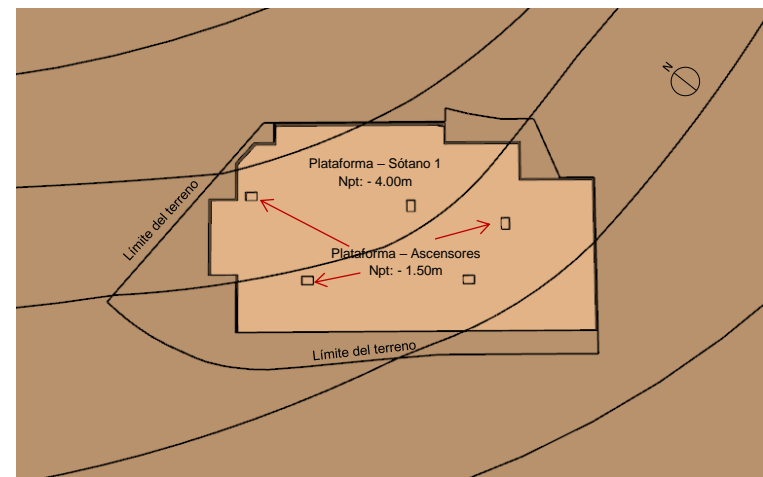 N
Plataforma – Sótano 1
Npt: - 4.00m
Límite del terreno
Plataforma – Ascensores
Npt: - 1.50m
Límite del terreno